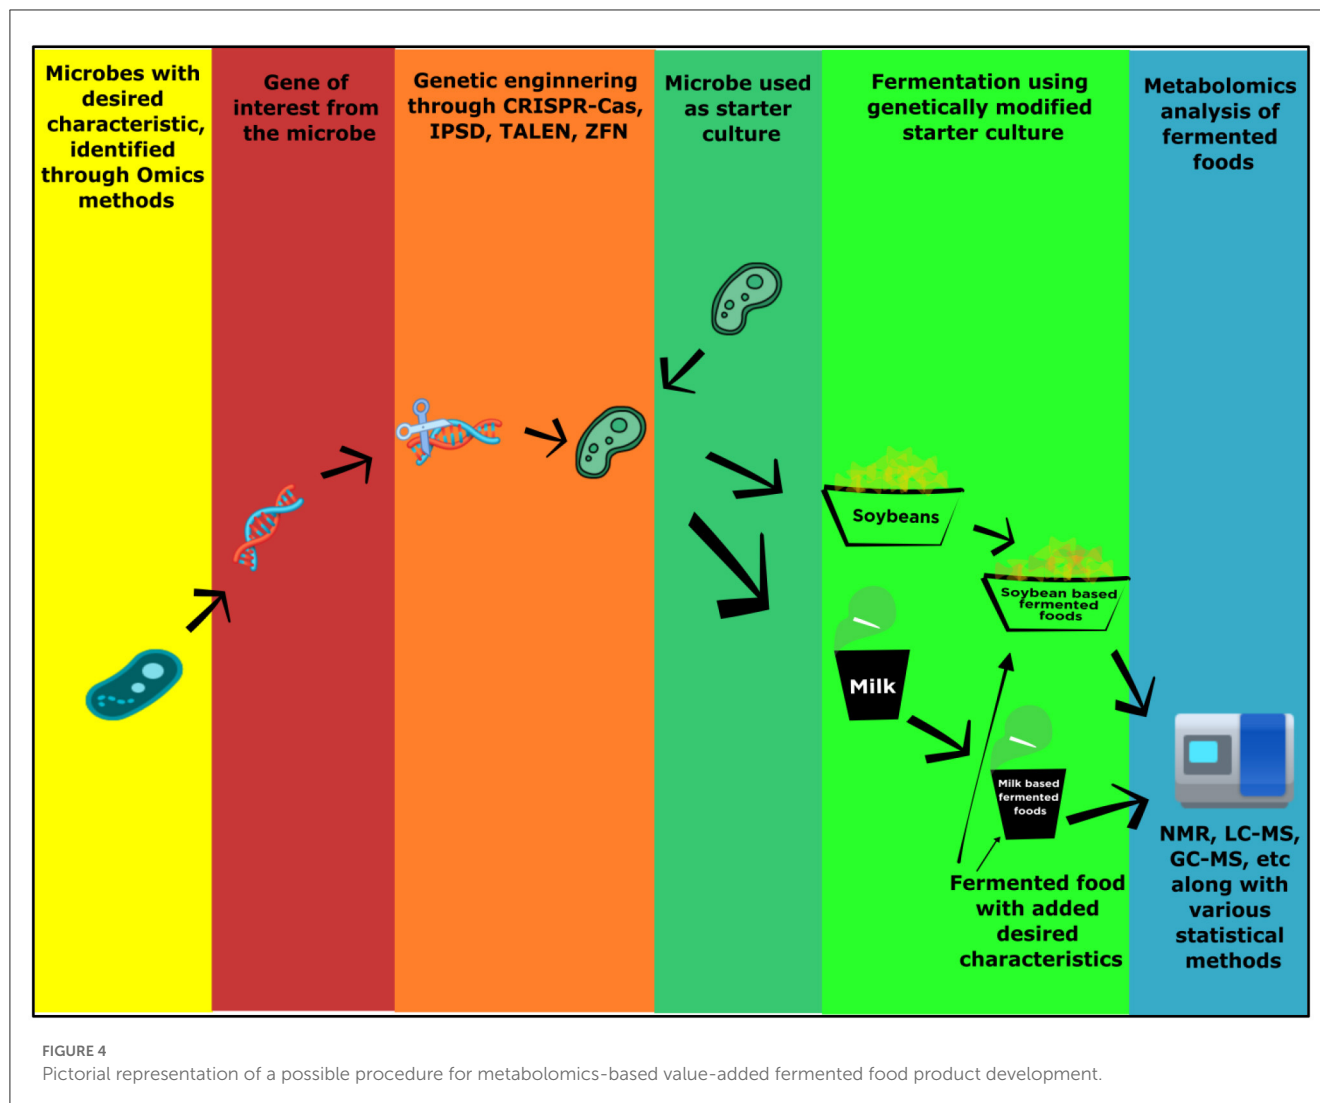 Microbes with
desired
characteristic,
identified
through Omics
methods
Gene of
interest from
the microbe
Genetic enginnering
through CRISPR-Cas,
IPSD, TALEN, ZFN
Microbe used
as starter
culture
Fermentation using
genetically modified
starter culture
Metabolomics
analysis of
fermented
foods
Soybeans
Soybean based
fermented
foods
Milk
Milk based
fermented
foods
Fermented food
with added
desired
characteristics
NMR, LC-MS,
GC-MS, etc
along with
various
statistical
methods
FIGURE 4
Pictorial representation of a possible procedure for metabolomics-based value-added fermented food product development.